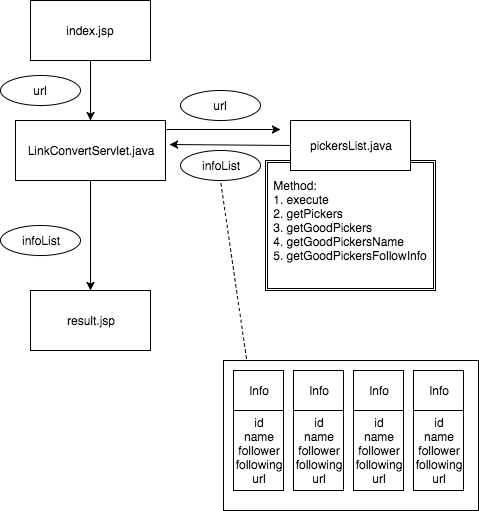 index.jsp
url
url
LinkConvertServlet.java
pickersList.java
infoList
Method:
1. execute
2. getPickers
3. getGoodPickers
4. getGoodPickersName
5. getGoodPickersFollowInfo
infoList
result.jsp
Info
id
name
follower
following
url
Info
id
name
follower
following
url
Info
id
name
follower
following
url
Info
id
name
follower
following
url